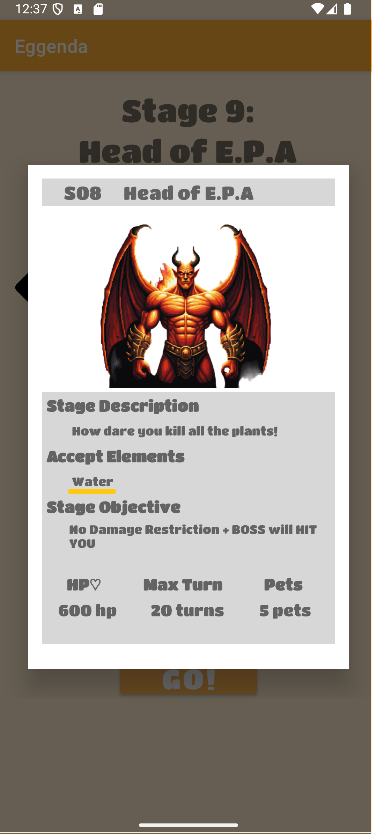 12:37
Eggenda
Stage 9:
Head of E.P.A
S08 Head of E.P.A
Stage Description
How dare you kill all the plants!
Accept Elements
Water
Stage Objective
No Damage Restriction + BOSS will HIT
YOU
HP♡ Max Turn Pets
600 hp 20 turns 5 pets
GO!